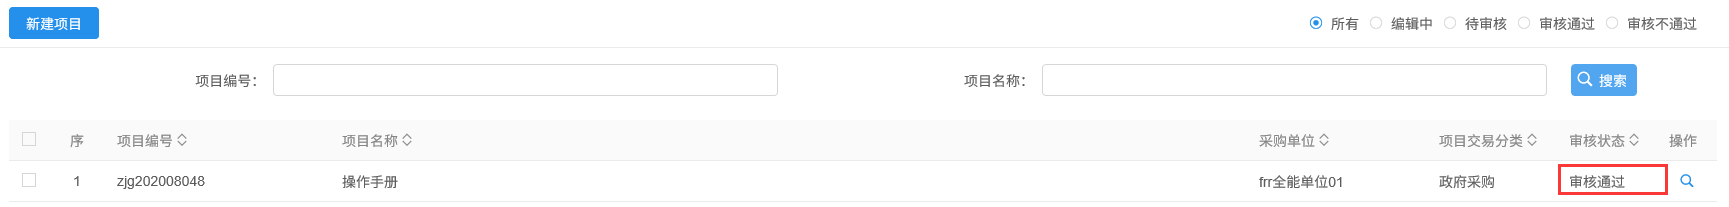 新建项目 所有 编辑中 待审核 审核通过 审核不通过
项目编号： 项目名称： 搜索
序 项目编号 项目名称 采购单位 项目交易分类 审核状态 操作
1 zjg202008048 操作手册 frr全能单位01 政府采购 审核通过